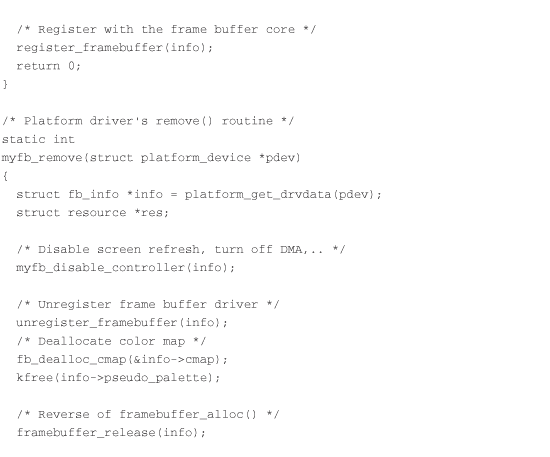 /* Register with the frame buffer core */
  register_framebuffer(info);
  return 0;
}

/* Platform driver's remove() routine */
static int
myfb_remove(struct platform_device *pdev)
{
  struct fb_info *info = platform_get_drvdata(pdev);
  struct resource *res;

  /* Disable screen refresh, turn off DMA,.. */
  myfb_disable_controller(info);

  /* Unregister frame buffer driver */
  unregister_framebuffer(info);
  /* Deallocate color map */
  fb_dealloc_cmap(&info->cmap);
  kfree(info->pseudo_palette);

  /* Reverse of framebuffer_alloc() */
  framebuffer_release(info);